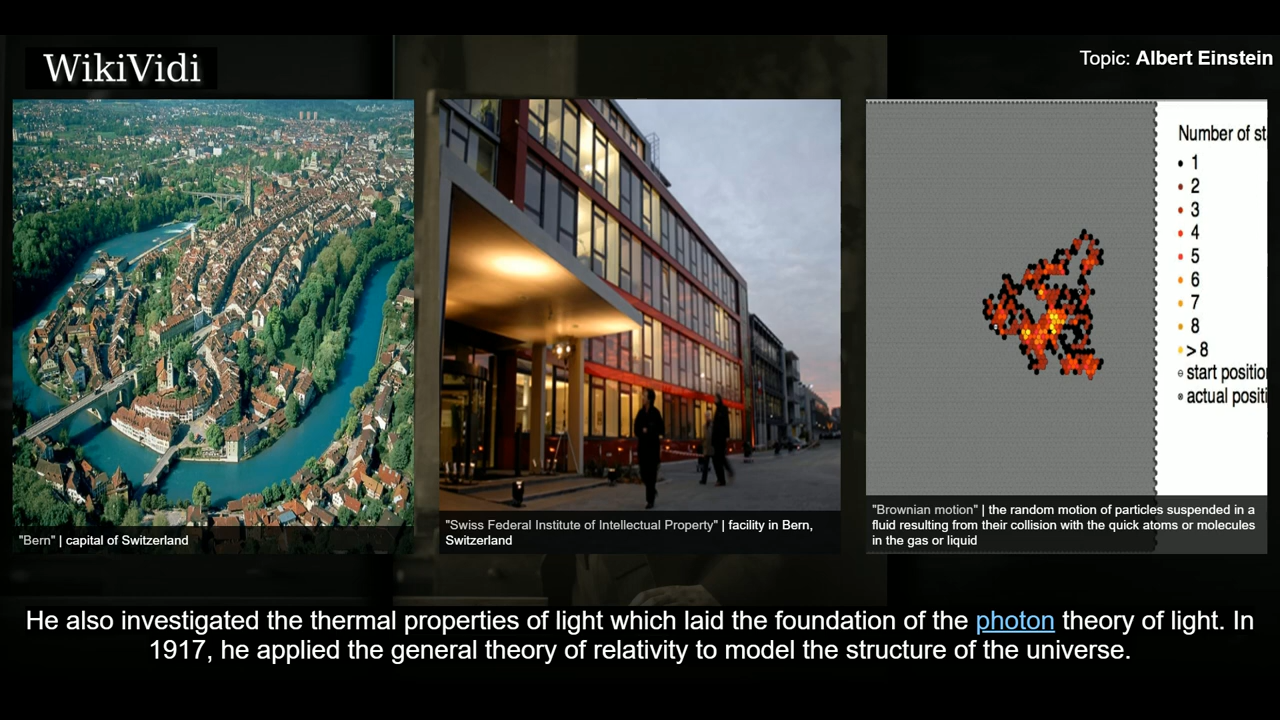 WikiVidi
Topic: Albert Einstein
"Bern" | capital of Switzerland
"Swiss Federal Institute of Intellectual Property" | facility in Bern,
Switzerland
Number of st
1
2
3
4
5
6
7
8
> 8
start positio
actual positi
"Brownian motion" | the random motion of particles suspended in a
fluid resulting from their collision with the quick atoms or molecules
in the gas or liquid
He also investigated the thermal properties of light which laid the foundation of the photon theory of light. In
1917, he applied the general theory of relativity to model the structure of the universe.